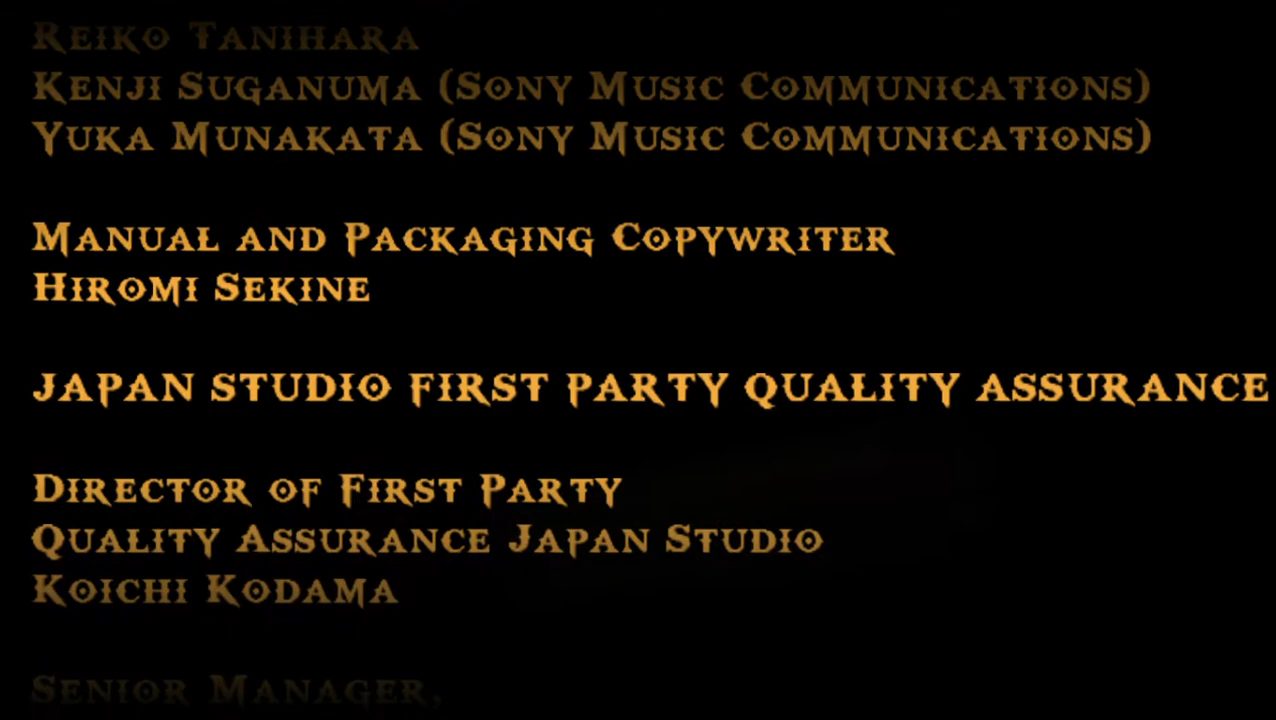 Reiko Tanihara
Kenji Suganuma (Sony Music Communications)
Yuka Munakata (Sony Music Communications)
Manual and Packaging Copywriter
Hiromi Sekine
JAPAN STUDIO FIRST PARTY QUALITY ASSURANCE
Director of First Party
Quality Assurance Japan Studio
Koichi Kodama
Senior Manager,